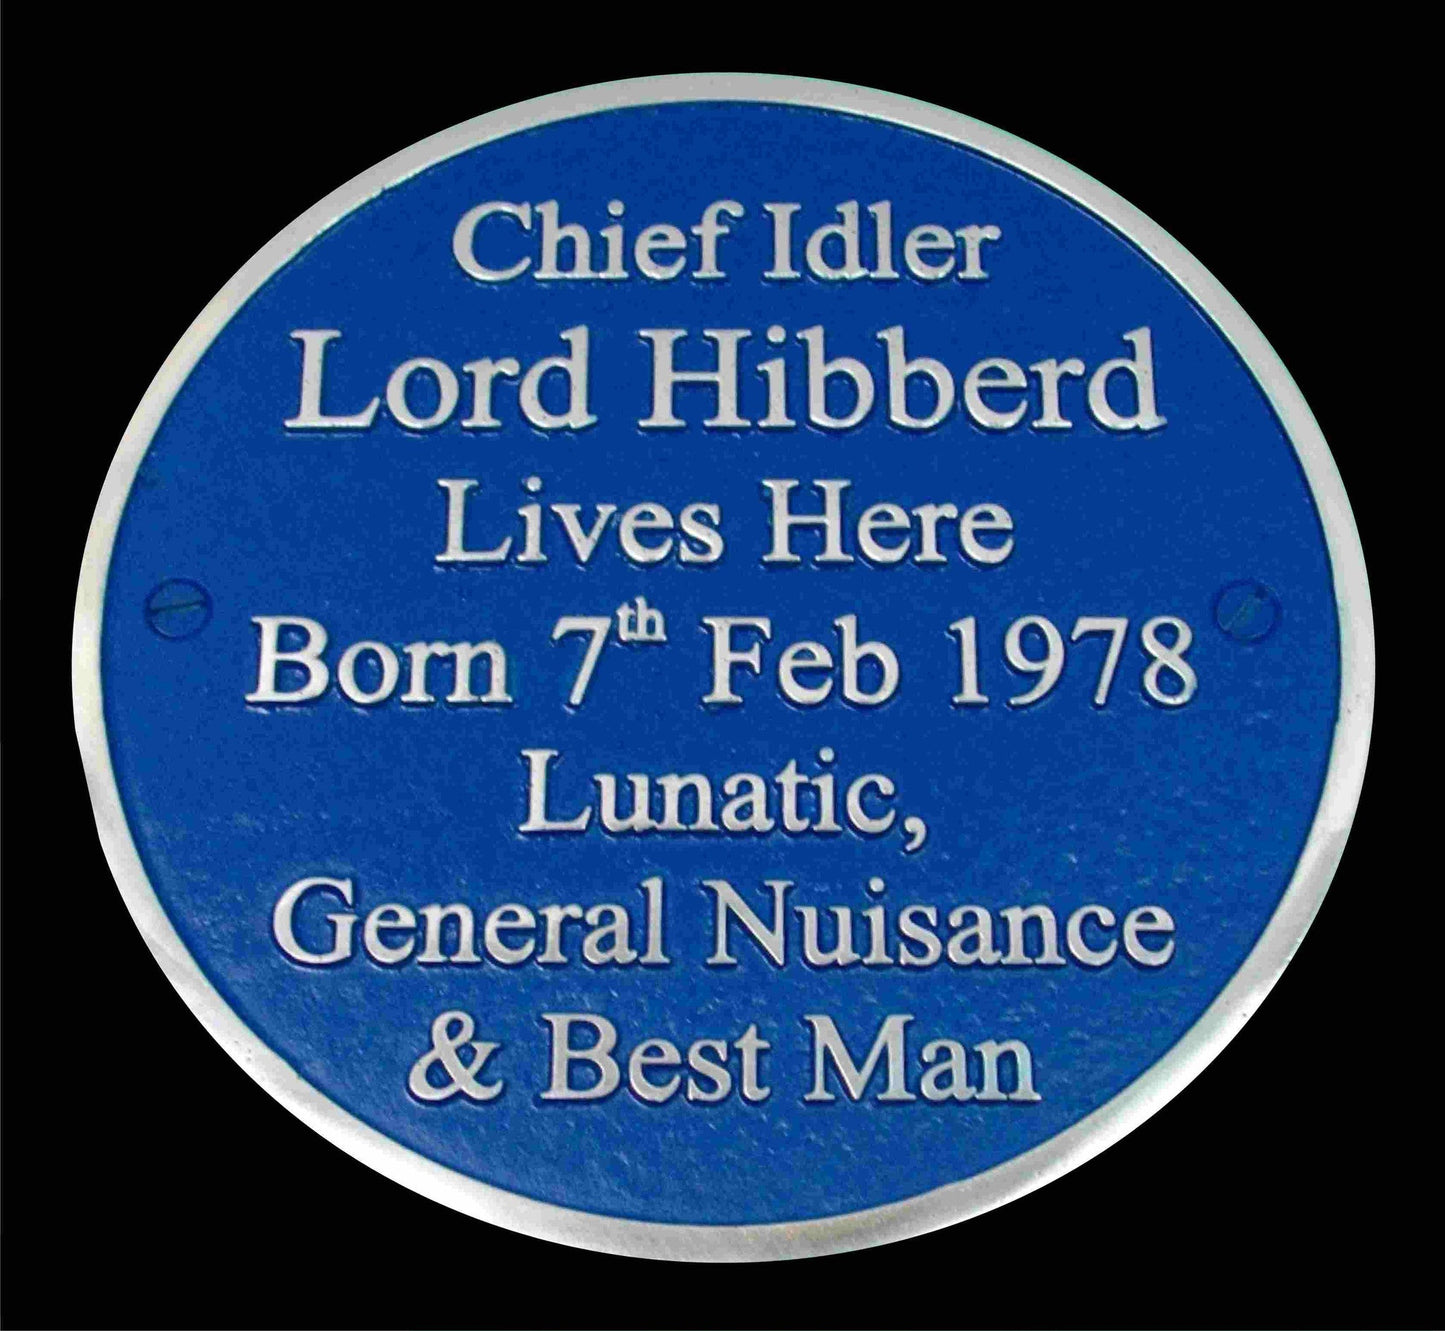 Chief Idler
Lord Hibberd
Lives Here
Born 7th Feb 1978
Lunatic,
General Nuisance
& Best Man